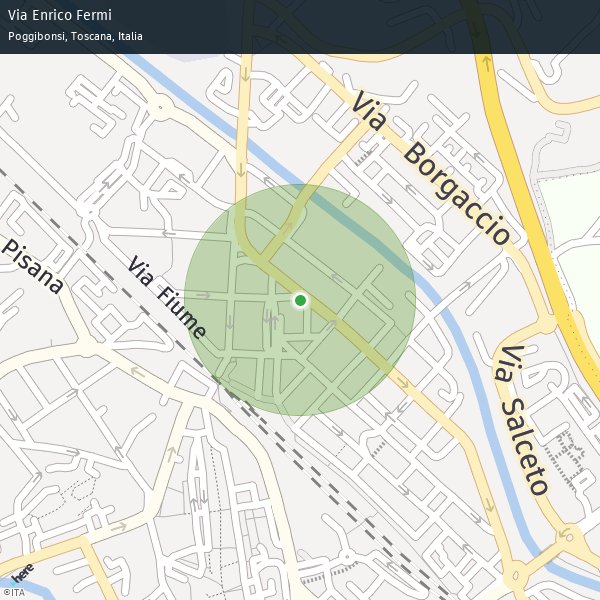 Via Enrico Fermi
Poggibonsi, Toscana, Italia
Via Borgaccio
Pisana
Via Fiume
Via Salceto
here
©ITA